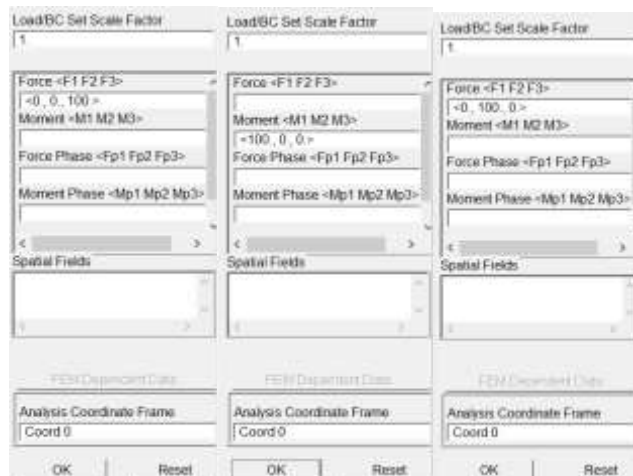 Load/BC Set Scale Factor
1.
Force <F1 F2 F3>
<0., 0., 100.>
Moment <M1 M2 M3>
Force Phase <Fp1 Fp2 Fp3>
Moment Phase <Mp1 Mp2 Mp3>
< >
Spatial Fields
< >
FEM Dependent Data
Analysis Coordinate Frame
Coord 0
OK Reset
Load/BC Set Scale Factor
1.
Force <F1 F2 F3>
Moment <M1 M2 M3>
<100., 0., 0.>
Force Phase <Fp1 Fp2 Fp3>
Moment Phase <Mp1 Mp2 Mp3>
< >
Spatial Fields
< >
FEM Dependent Data
Analysis Coordinate Frame
Coord 0
OK Reset
Load/BC Set Scale Factor
1.
Force <F1 F2 F3>
<0., 100., 0.>
Moment <M1 M2 M3>
Force Phase <Fp1 Fp2 Fp3>
Moment Phase <Mp1 Mp2 Mp3>
< >
Spatial Fields
< >
FEM Dependent Data
Analysis Coordinate Frame
Coord 0
OK Reset